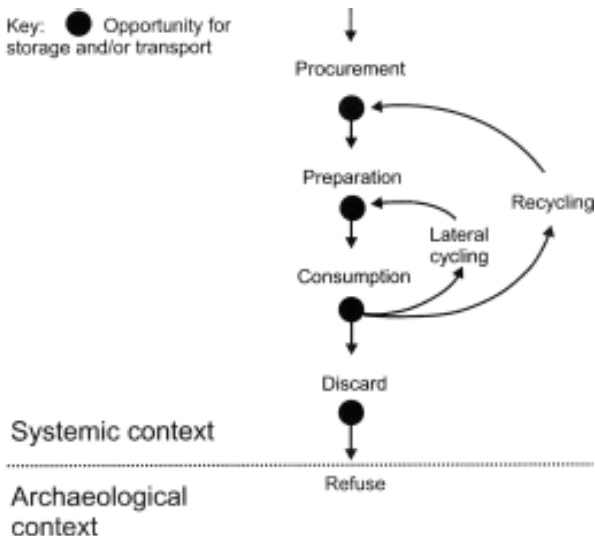 Key: Opportunity for
storage and/or transport
Procurement
Preparation
Recycling
Lateral
cycling
Consumption
Discard
Systemic context
Refuse
Archaeological
context